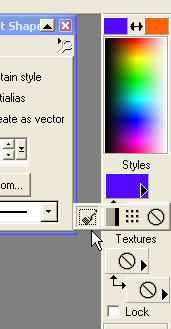 t Shape
tain style
tialias
eate as vector
om...
Styles
Textures
Lock